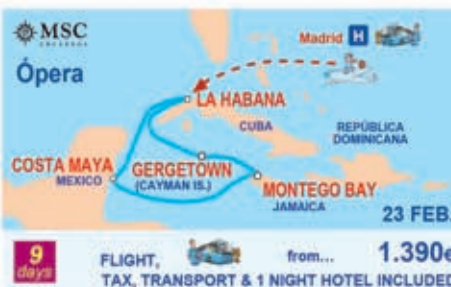 MSC
CRUCEROS
Madrid H
Ópera
LA HABANA
CUBA
REPÚBLICA
DOMINICANA
COSTA MAYA
MEXICO
GERGETOWN
(CAYMAN IS.)
MONTEGO BAY
JAMAICA
23 FEB.
9
days
FLIGHT,
from... 1.390€
TAX, TRANSPORT & 1 NIGHT HOTEL INCLUDED